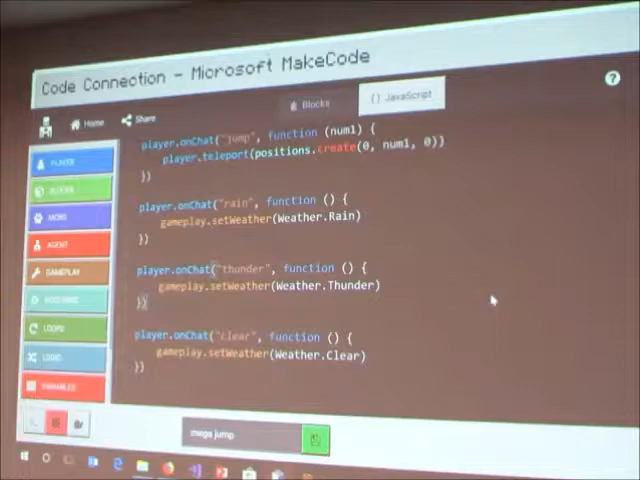 Code Connection - Microsoft MakeCode
Home
Share
Blocks
{} JavaScript
?
player.onChat("jump", function (num1) {
player.teleport(positions.create(0, num1, 0))
})
player.onChat("rain", function () {
gameplay.setWeather(Weather.Rain)
})
player.onChat("thunder", function () {
gameplay.setWeather(Weather.Thunder)
})
player.onChat("clear", function () {
gameplay.setWeather(Weather.Clear)
})
PLAYER
BLOCKS
MOBS
AGENT
GAMEPLAY
POSITIONS
LOOPS
LOGIC
VARIABLES
mega jump